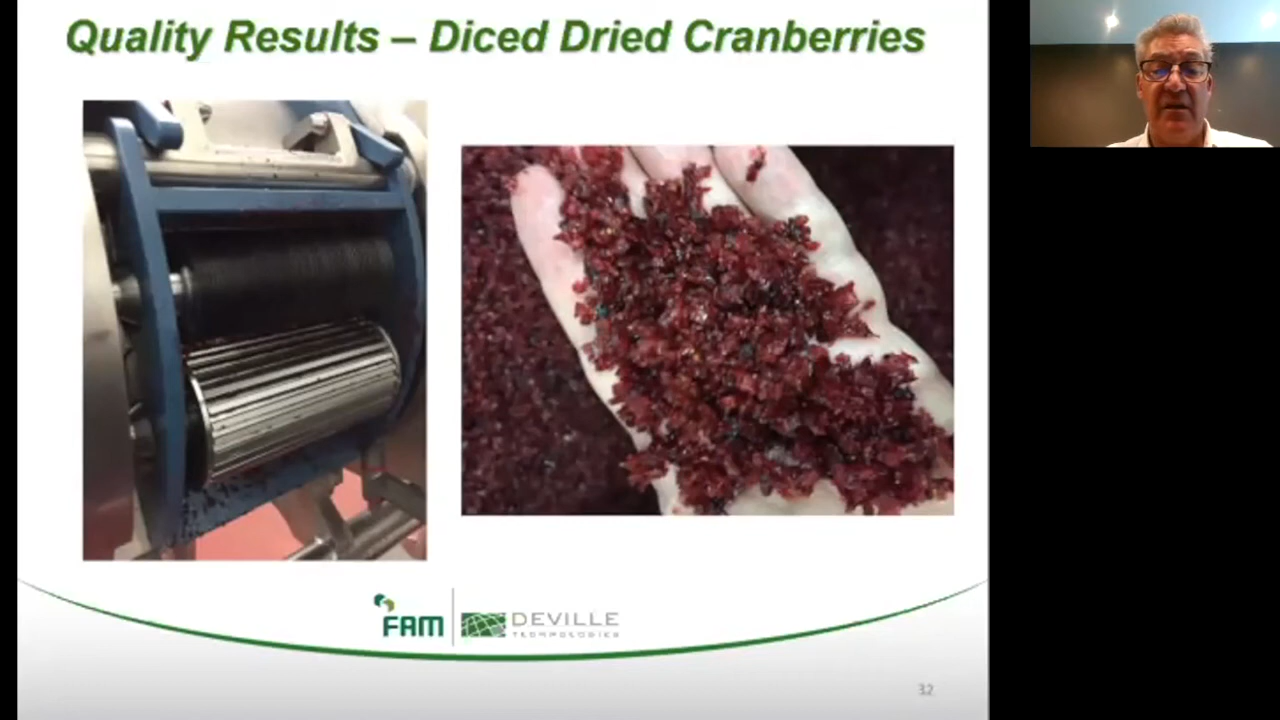 Quality Results – Diced Dried Cranberries
FAM
DEVILLE
TECHNOLOGIES
32